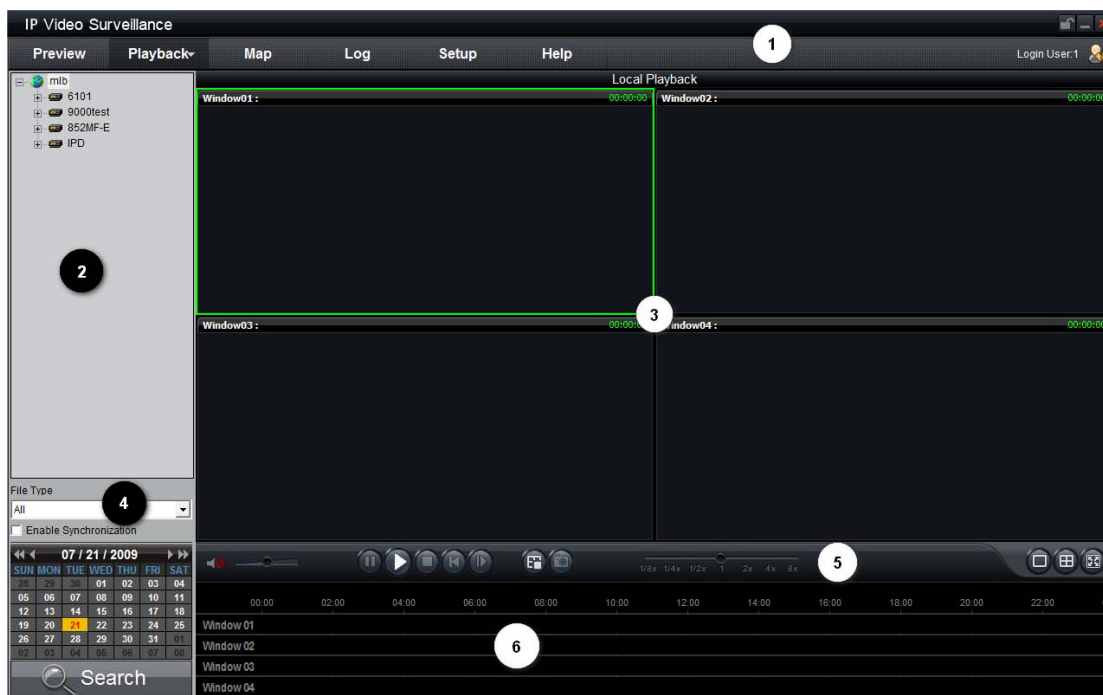 IP Video Surveillance
Preview Playback Map Log Setup Help 1 Login User:1
mlb
6101
9000test
852MF-E
IPD
2
Local Playback
Window01 : 00:00:00 Window02 : 00:00:00
3
Window03 : Window04 : 00:00:00
File Type
4
All
Enable Synchronization
07 / 21 / 2009
SUN MON TUE WED THU FRI SAT
28 29 30 01 02 03 04
05 06 07 08 09 10 11
12 13 14 15 16 17 18
19 20 21 22 23 24 25
26 27 28 29 30 31 01
02 03 04 05 06 07 08
Search
1/8x 1/4x 1/2x 1 2x 4x 8x 5
00:00 02:00 04:00 06:00 08:00 10:00 12:00 14:00 16:00 18:00 20:00 22:00
Window 01
Window 02
6
Window 03
Window 04